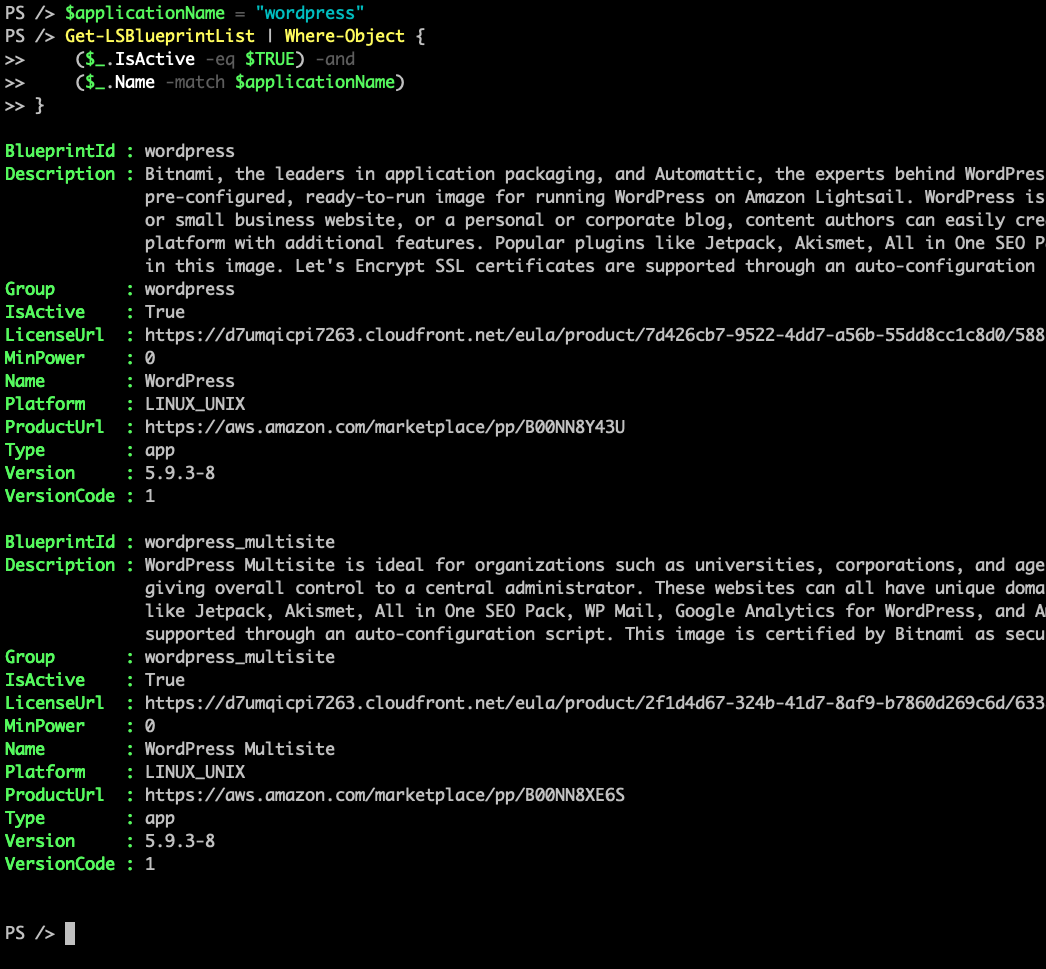 PS /> $applicationName = "wordpress"
PS /> Get-LSBlueprintList | Where-Object {
>>     ($_.IsActive -eq $TRUE) -and
>>     ($_.Name -match $applicationName)
>> }
BlueprintId : wordpress
Description : Bitnami, the leaders in application packaging, and Automattic, the experts behind WordPres
              pre-configured, ready-to-run image for running WordPress on Amazon Lightsail. WordPress is
              or small business website, or a personal or corporate blog, content authors can easily cre
              platform with additional features. Popular plugins like Jetpack, Akismet, All in One SEO P
              in this image. Let's Encrypt SSL certificates are supported through an auto-configuration
Group       : wordpress
IsActive    : True
LicenseUrl  : https://d7umqicpi7263.cloudfront.net/eula/product/7d426cb7-9522-4dd7-a56b-55dd8cc1c8d0/588
MinPower    : 0
Name        : WordPress
Platform    : LINUX_UNIX
ProductUrl  : https://aws.amazon.com/marketplace/pp/B00NN8Y43U
Type        : app
Version     : 5.9.3-8
VersionCode : 1
BlueprintId : wordpress_multisite
Description : WordPress Multisite is ideal for organizations such as universities, corporations, and age
              giving overall control to a central administrator. These websites can all have unique doma
              like Jetpack, Akismet, All in One SEO Pack, WP Mail, Google Analytics for WordPress, and A
              supported through an auto-configuration script. This image is certified by Bitnami as secu
Group       : wordpress_multisite
IsActive    : True
LicenseUrl  : https://d7umqicpi7263.cloudfront.net/eula/product/2f1d4d67-324b-41d7-8af9-b7860d269c6d/633
MinPower    : 0
Name        : WordPress Multisite
Platform    : LINUX_UNIX
ProductUrl  : https://aws.amazon.com/marketplace/pp/B00NN8XE6S
Type        : app
Version     : 5.9.3-8
VersionCode : 1
PS />